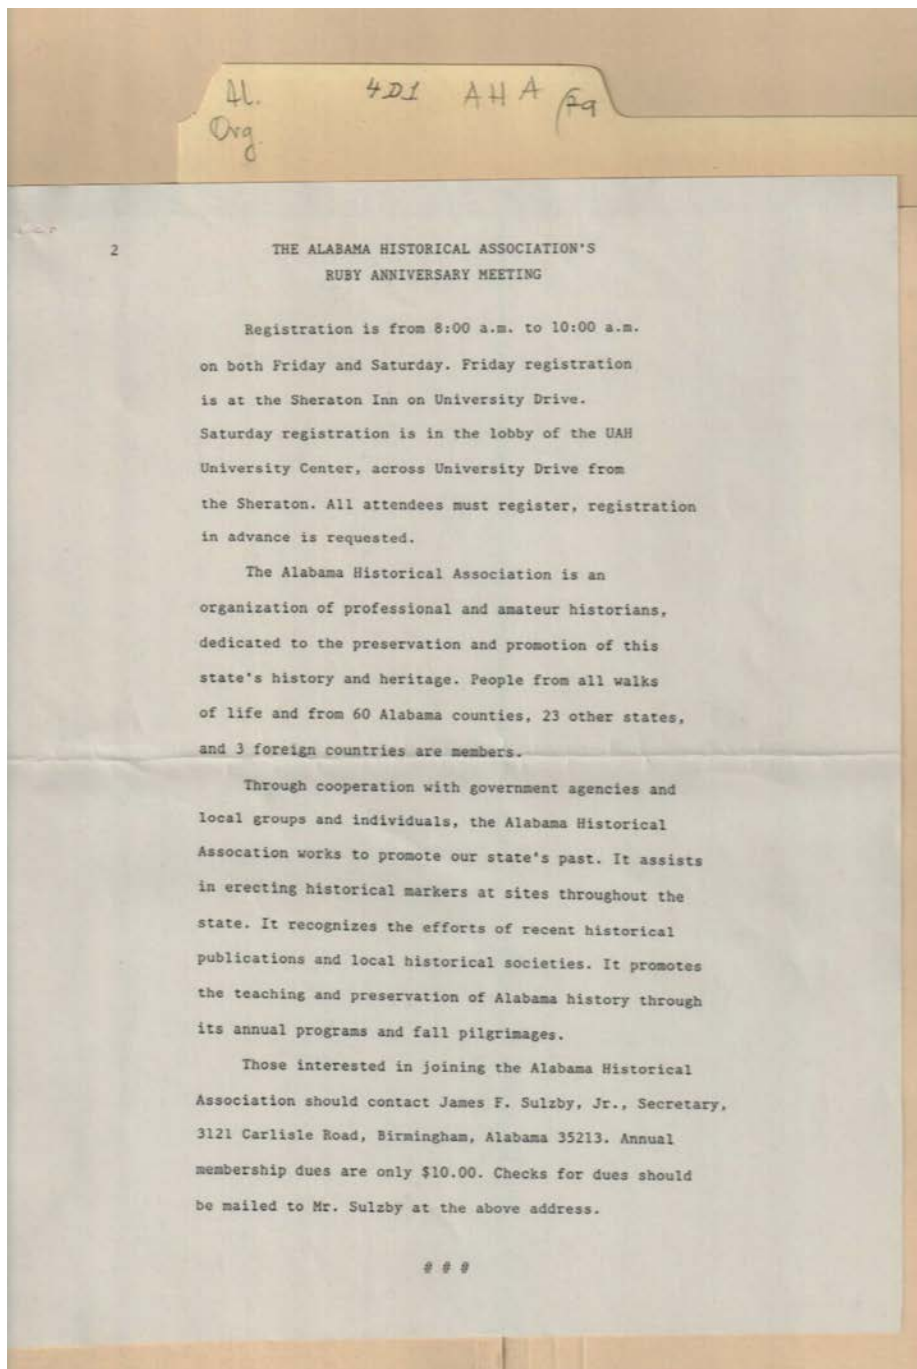 Al.
Org.
4D1 AHA
2
THE ALABAMA HISTORICAL ASSOCIATION'S
RUBY ANNIVERSARY MEETING
Registration is from 8:00 a.m. to 10:00 a.m.
on both Friday and Saturday. Friday registration
is at the Sheraton Inn on University Drive.
Saturday registration is in the lobby of the UAH
University Center, across University Drive from
the Sheraton. All attendees must register, registration
in advance is requested.
The Alabama Historical Association is an
organization of professional and amateur historians,
dedicated to the preservation and promotion of this
state's history and heritage. People from all walks
of life and from 60 Alabama counties, 23 other states,
and 3 foreign countries are members.
Through cooperation with government agencies and
local groups and individuals, the Alabama Historical
Assocation works to promote our state's past. It assists
in erecting historical markers at sites throughout the
state. It recognizes the efforts of recent historical
publications and local historical societies. It promotes
the teaching and preservation of Alabama history through
its annual programs and fall pilgrimages.
Those interested in joining the Alabama Historical
Association should contact James F. Sulzby, Jr., Secretary,
3121 Carlisle Road, Birmingham, Alabama 35213. Annual
membership dues are only $10.00. Checks for dues should
be mailed to Mr. Sulzby at the above address.
# # #